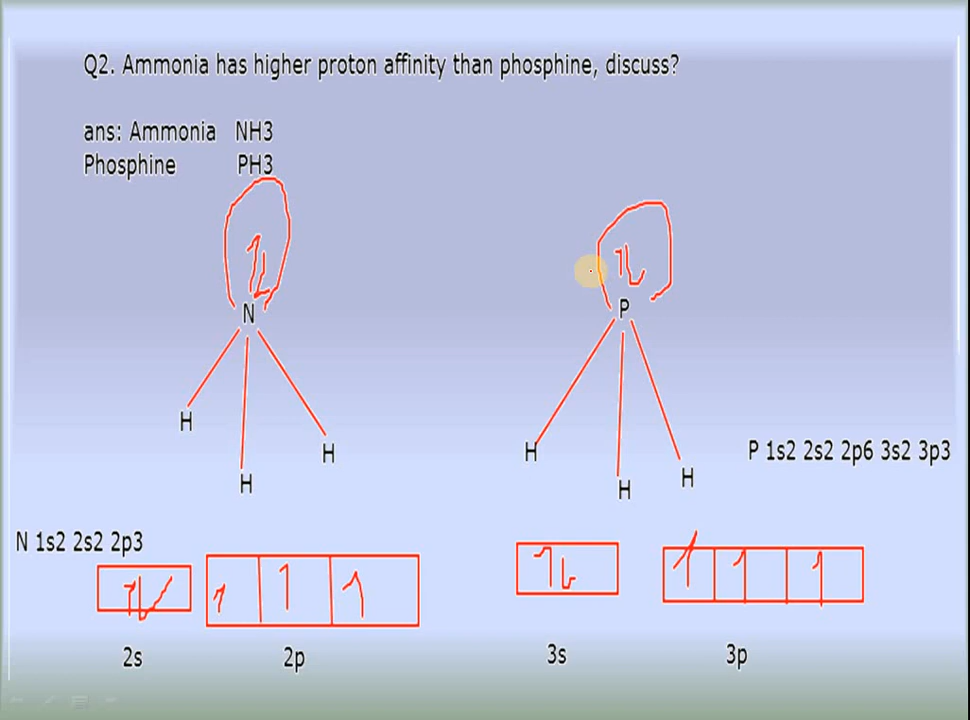 Q2. Ammonia has higher proton affinity than phosphine, discuss?
ans: Ammonia NH3
Phosphine PH3
N
P
H
H
H
H
H
H
P 1s2 2s2 2p6 3s2 3p3
N 1s2 2s2 2p3
2s
2p
3s
3p